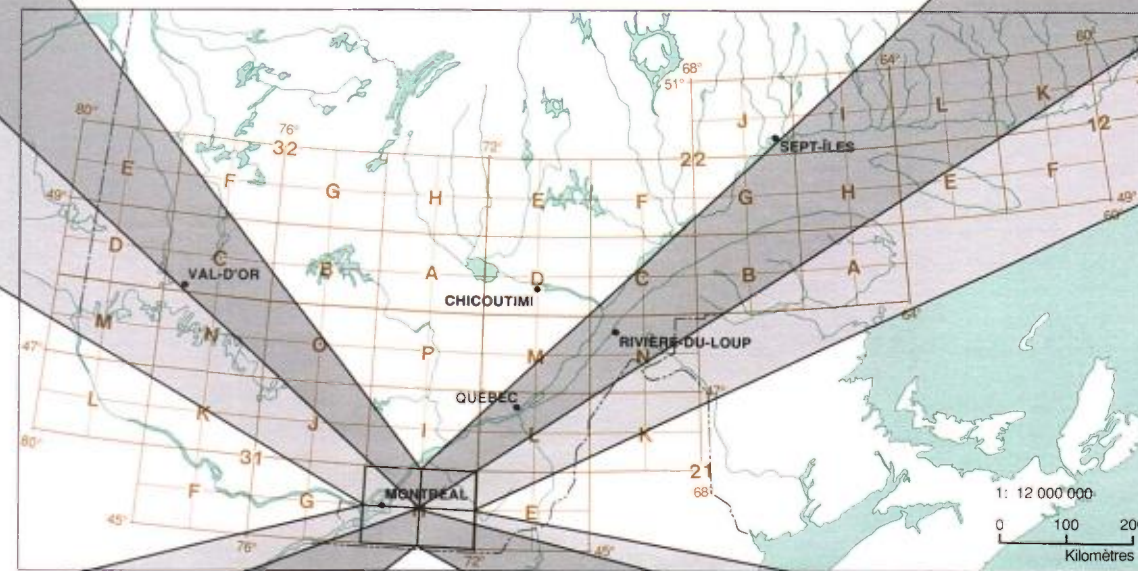 60°
64°
68°
51°
J I L K
80°
76°
32
72°
22
SEPT-ÎLES
12
E F G H E F G H E F
49°
49°
60°
D C B A D C B A
VAL-D'OR
CHICOUTIMI
64°
M N O P M N
RIVIÈRE-DU-LOUP
47°
47°
QUÉBEC
L K J I L K
80°
31
21
68°
MONTRÉAL
F G E
45°
76°
72°
45°
1: 12 000 000
0 100 200
Kilomètres